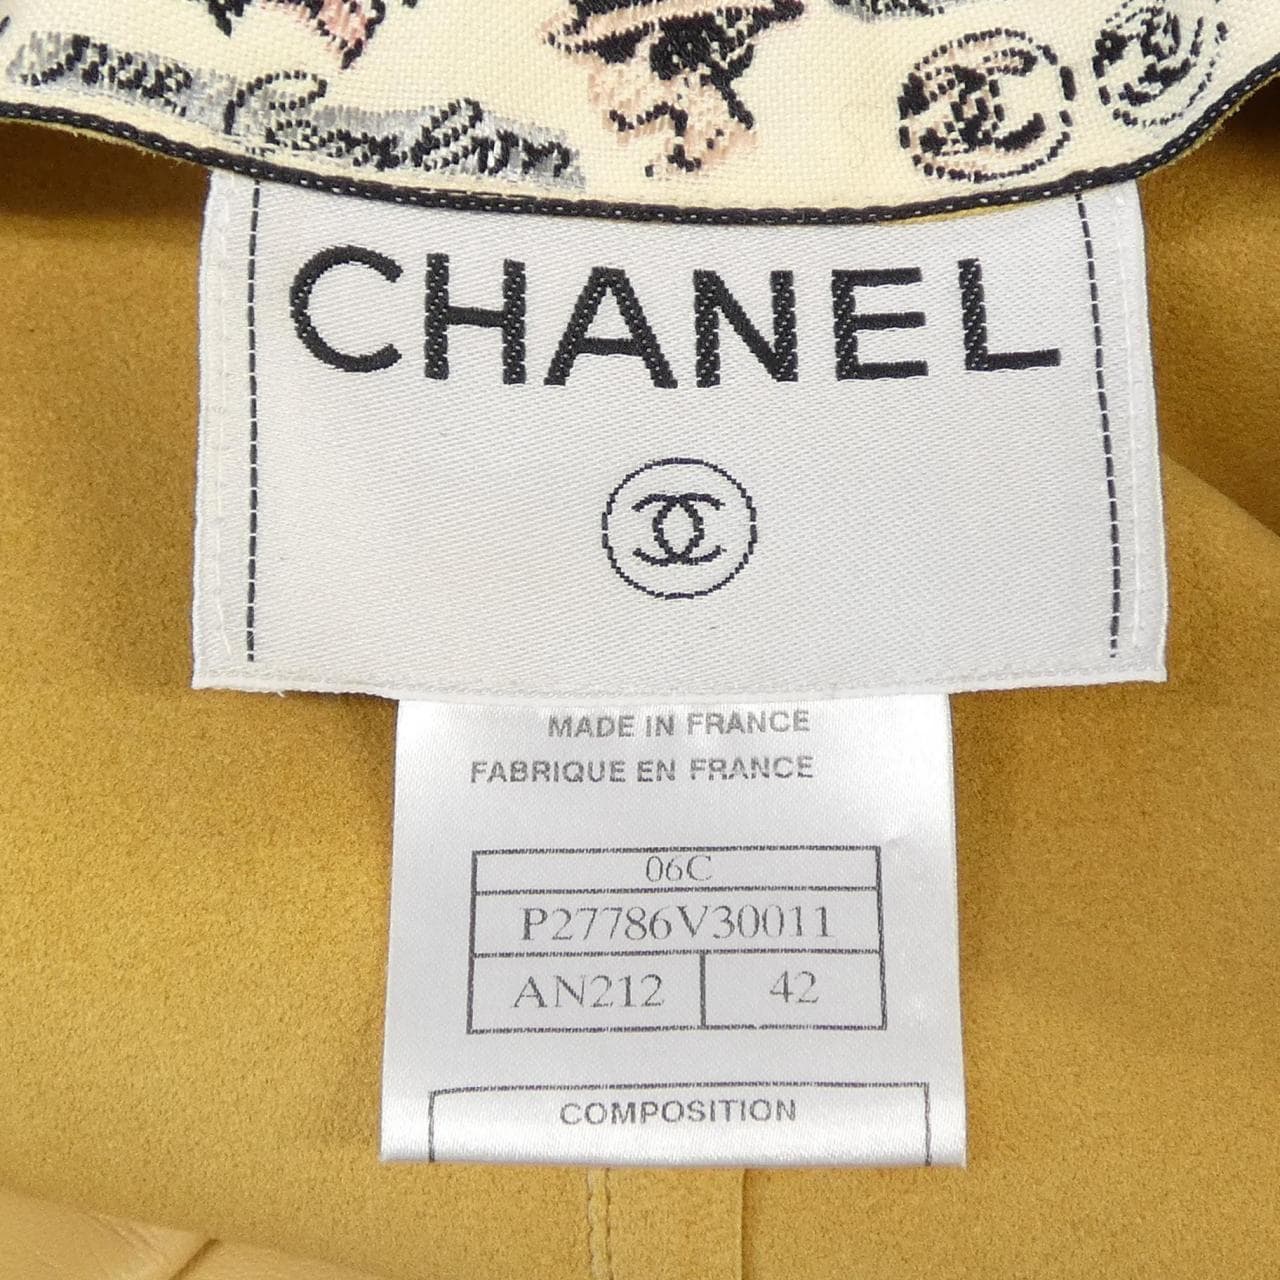 CHANEL
MADE IN FRANCE
FABRIQUE EN FRANCE
06C
P27786V30011
AN212 42
COMPOSITION